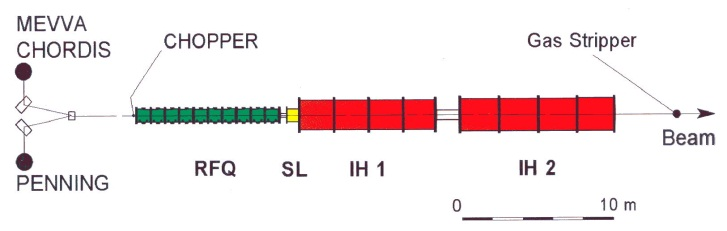 MEVVA
CHORDIS
CHOPPER
Gas Stripper
Beam
PENNING
RFQ
SL
IH 1
IH 2
0
10 m